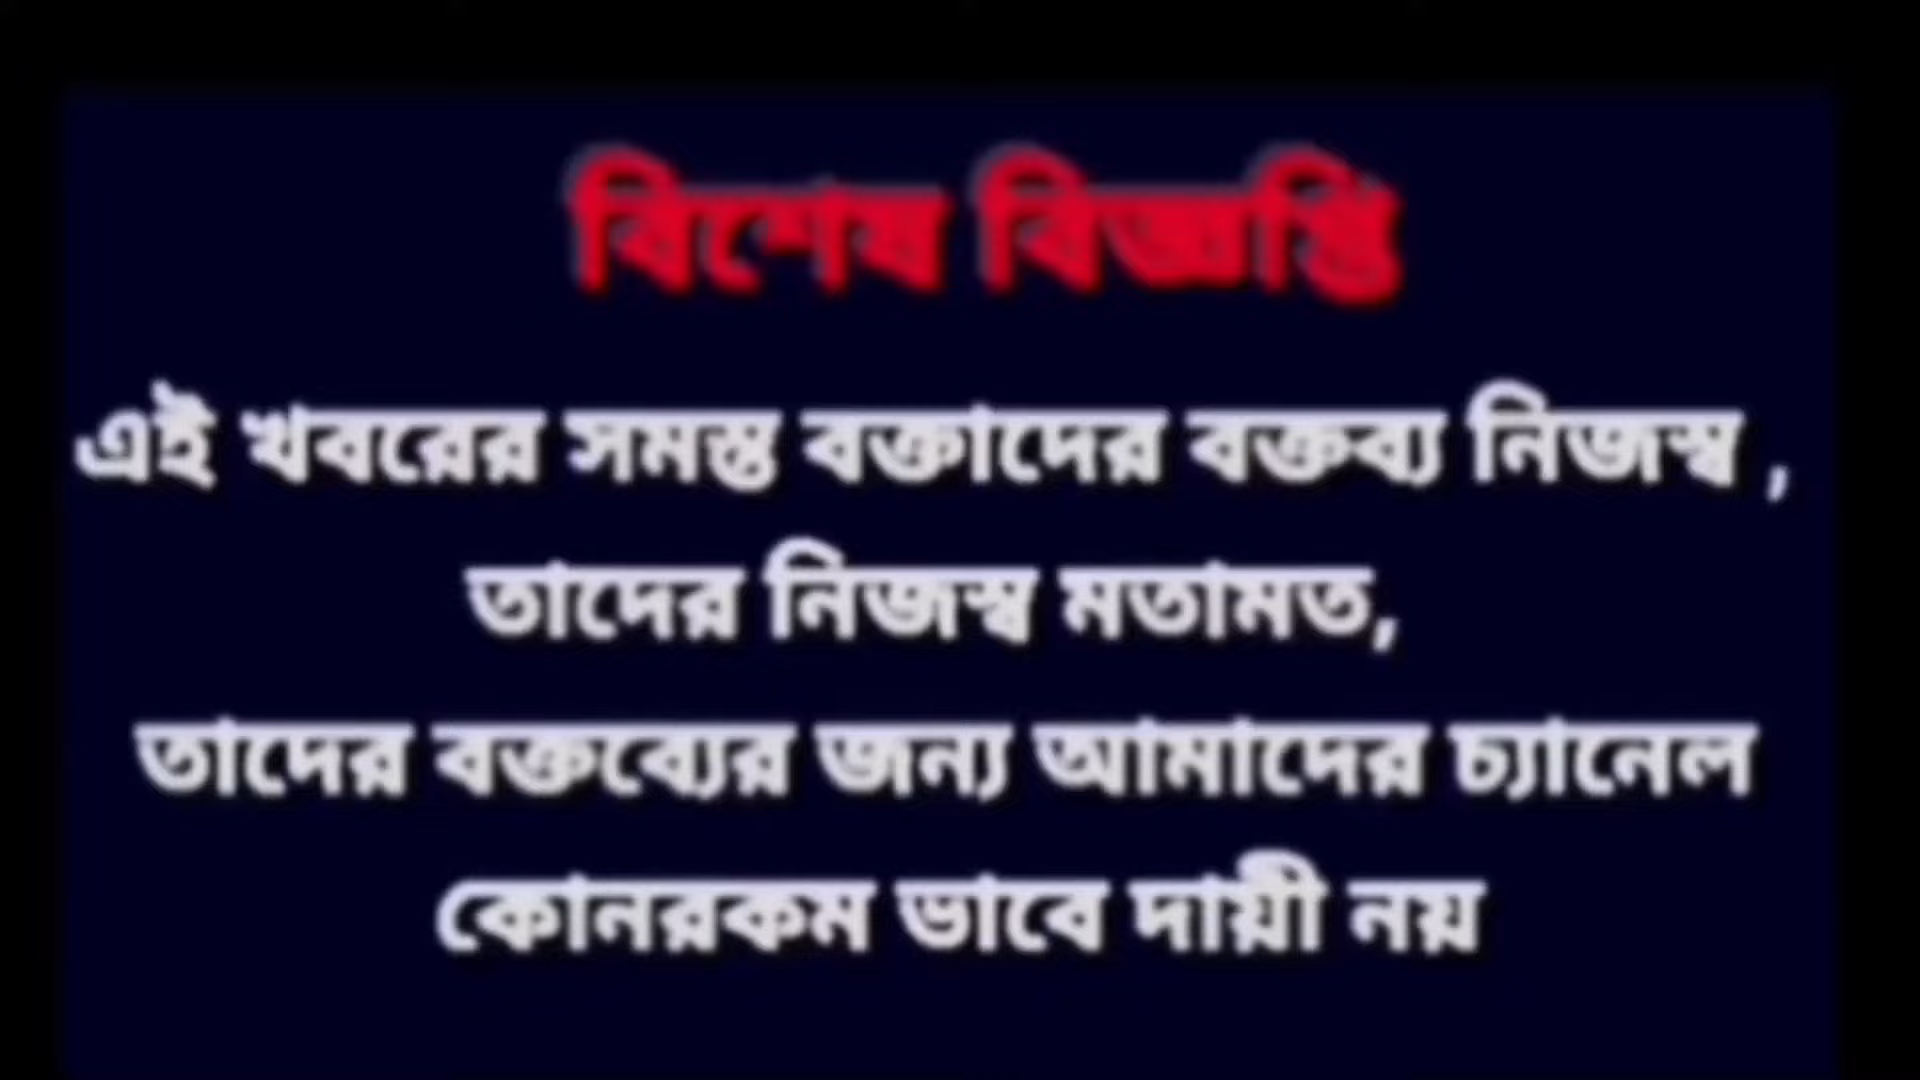 বিশেষ বিজ্ঞপ্তি
এই খবরের সমস্ত বক্তাদের বক্তব্য নিজস্ব ,
তাদের নিজস্ব মতামত,
তাদের বক্তব্যের জন্য আমাদের চ্যানেল
কোনরকম ভাবে দায়ী নয়